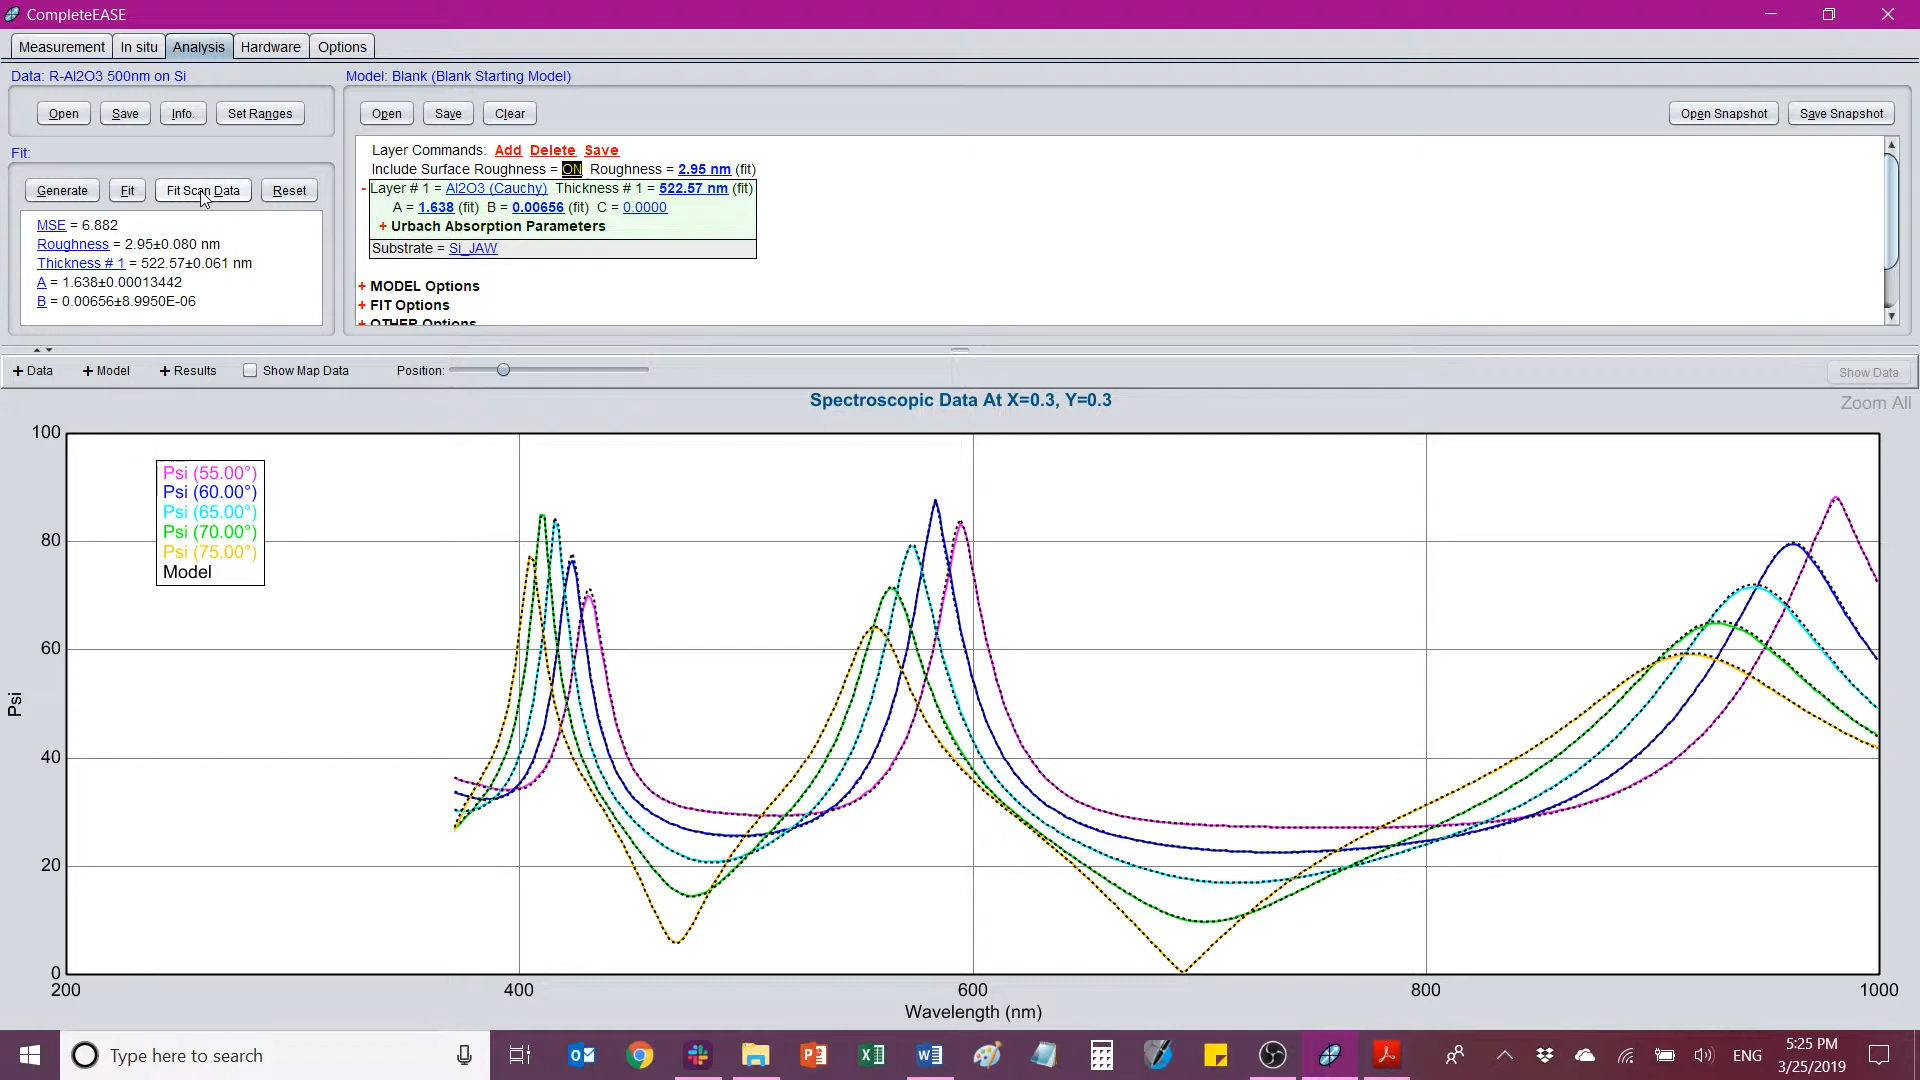 CompleteEASE
Measurement In situ Analysis Hardware Options
Data: R-Al2O3 500nm on Si
Open Save Info. Set Ranges
Fit:
Generate Fit Fit Scan Data Reset
MSE = 6.882
Roughness = 2.95±0.080 nm
Thickness # 1 = 522.57±0.061 nm
A = 1.638±0.00013442
B = 0.00656±8.9950E-06
Model: Blank (Blank Starting Model)
Open Save Clear Open Snapshot Save Snapshot
Layer Commands: Add Delete Save
Include Surface Roughness = ON Roughness = 2.95 nm (fit)
- Layer # 1 = Al2O3 (Cauchy) Thickness # 1 = 522.57 nm (fit)
A = 1.638 (fit) B = 0.00656 (fit) C = 0.0000
+ Urbach Absorption Parameters
Substrate = Si_JAW
+ MODEL Options
+ FIT Options
+ OTHER Options
+ Data + Model + Results Show Map Data Position: Show Data
Spectroscopic Data At X=0.3, Y=0.3
Zoom All
Psi (55.00°)
Psi (60.00°)
Psi (65.00°)
Psi (70.00°)
Psi (75.00°)
Model
100
80
60
40
20
0
Psi
200 400 600 800 1000
Wavelength (nm)
Type here to search
ENG
5:25 PM
3/25/2019